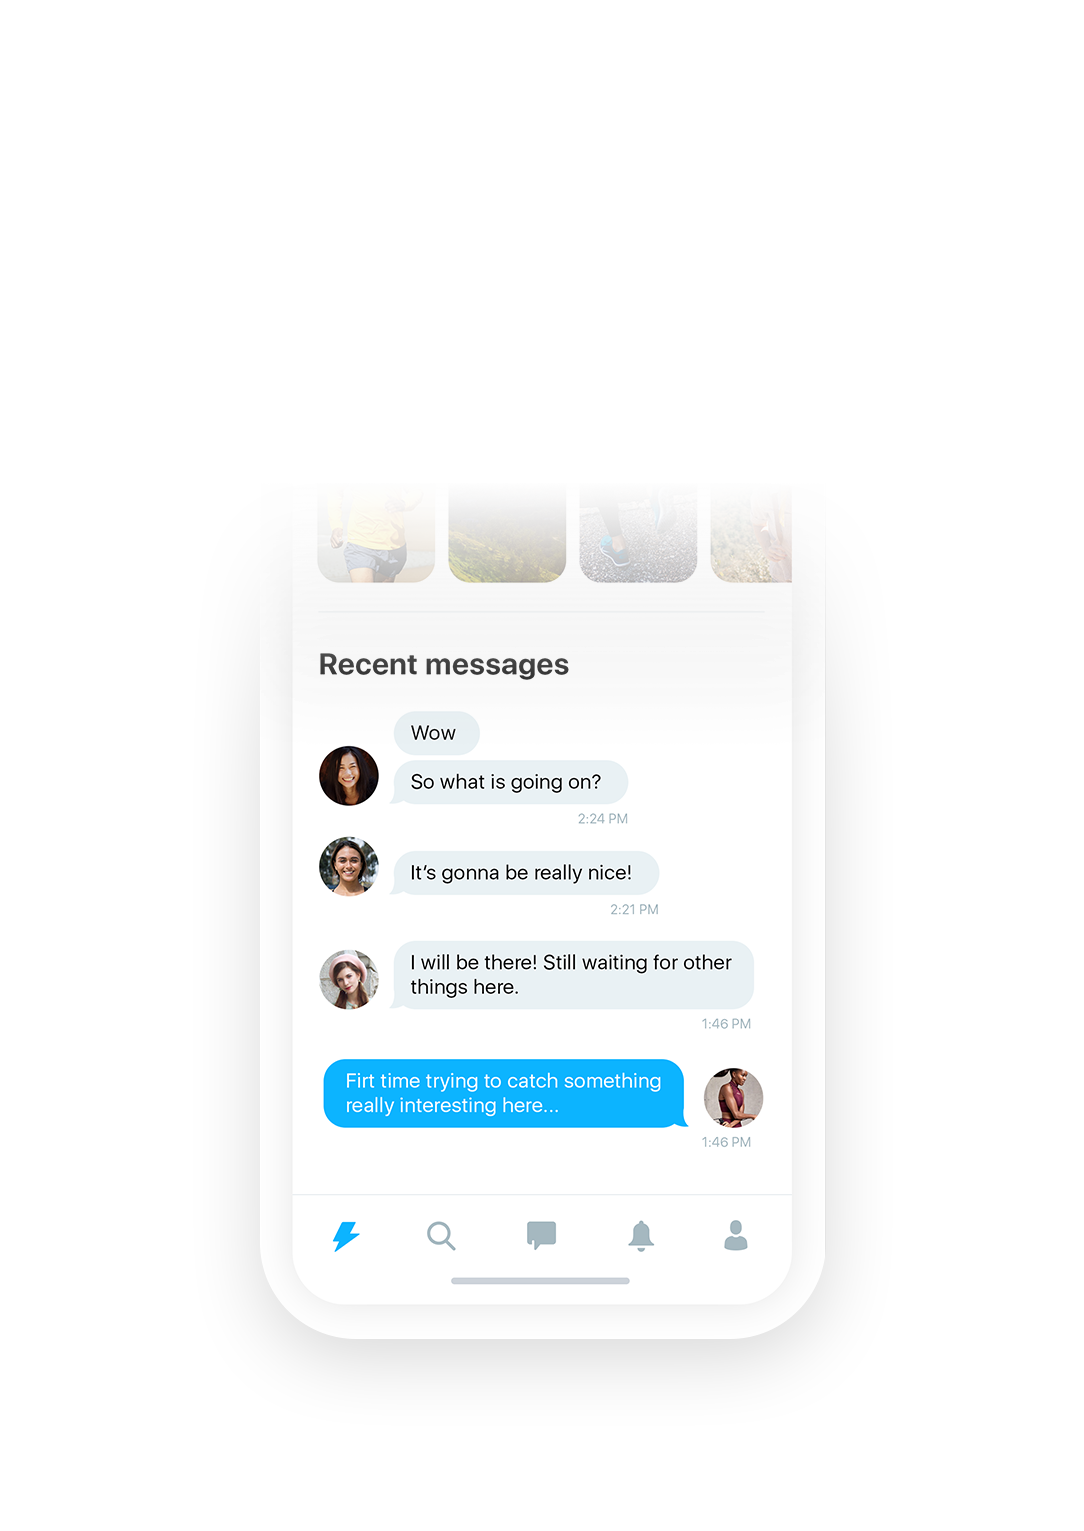 Recent messages
Wow
So what is going on?
2:24 PM
It’s gonna be really nice!
2:21 PM
I will be there! Still waiting for other
things here.
1:46 PM
Firt time trying to catch something
really interesting here...
1:46 PM